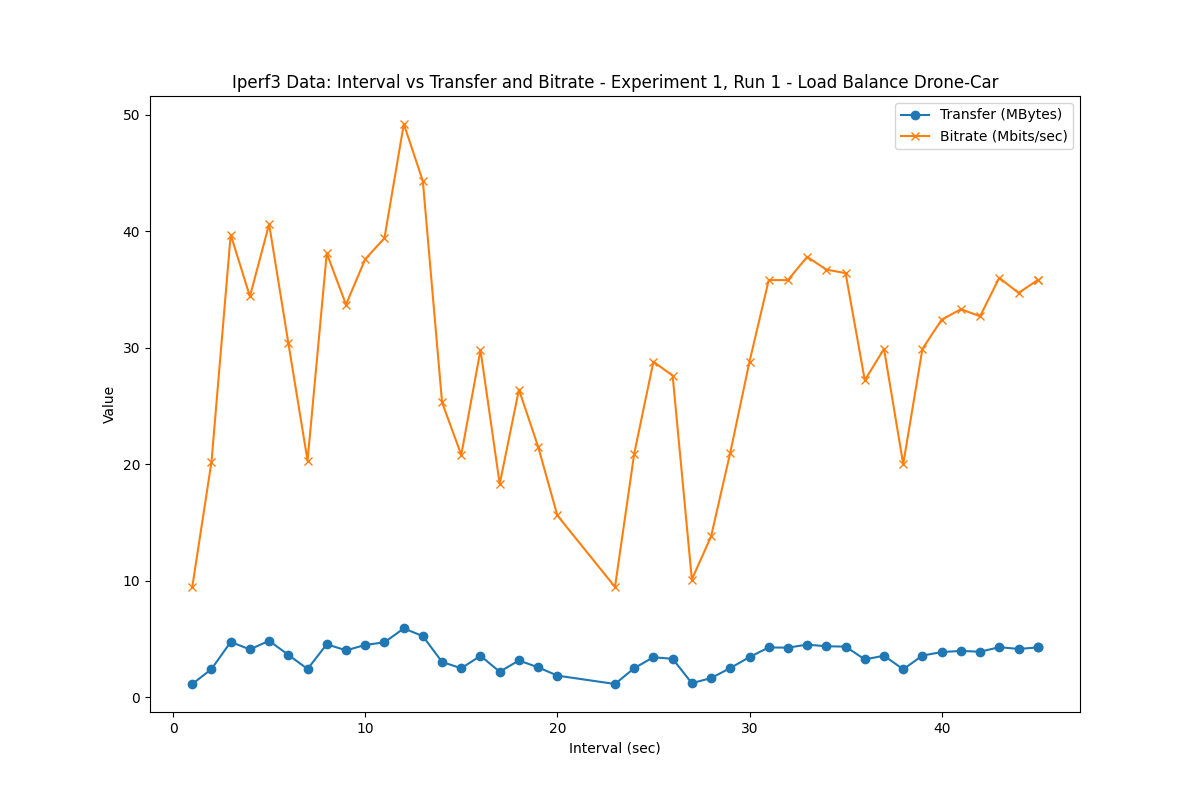 Iperf3 Data: Interval vs Transfer and Bitrate - Experiment 1, Run 1 - Load Balance Drone-Car
Transfer (MBytes)
Bitrate (Mbits/sec)
50
40
30
20
10
0
Value
0 10 20 30 40
Interval (sec)